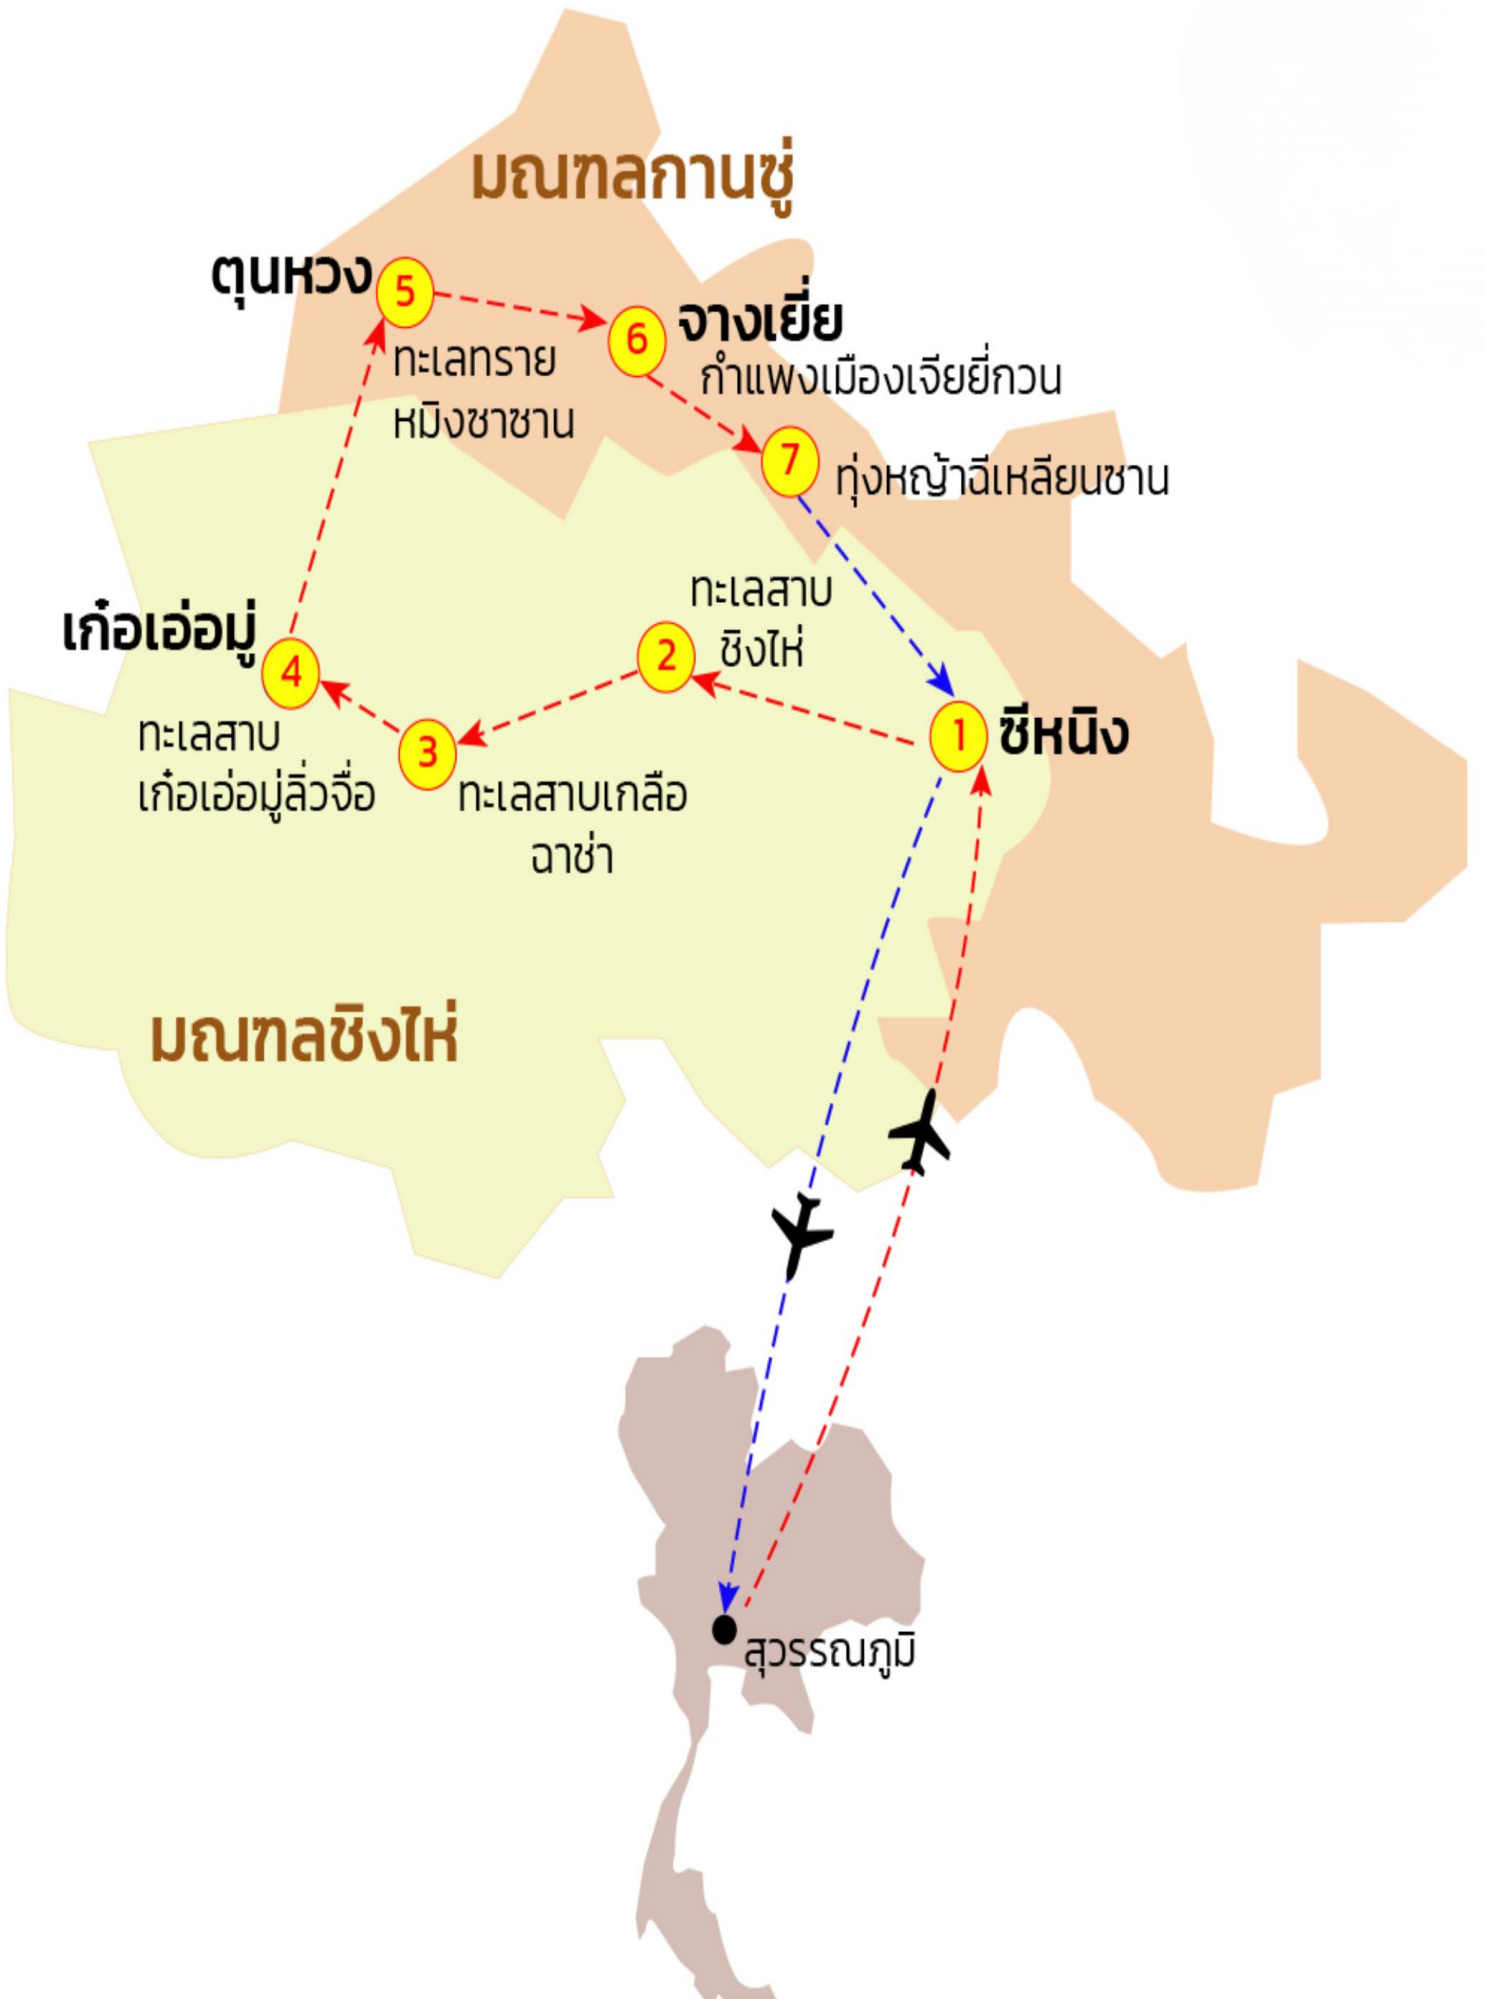 มณฑลกานซู่
ตุนหวง
5
6
จางเยี่ย
ทะเลทราย
หมิงซาซาน
กำแพงเมืองเจียยี่กวน
7
ทุ่งหญ้าฉีเหลียนซาน
ทะเลสาบ
ชิงไห่
2
เก๋อเอ่อมู่
4
ทะเลสาบ
เก๋อเอ่อมู่ลิ่วจื่อ
3
ทะเลสาบเกลือ
ฉาช่า
1
ซีหนิง
มณฑลชิงไห่
สุวรรณภูมิ